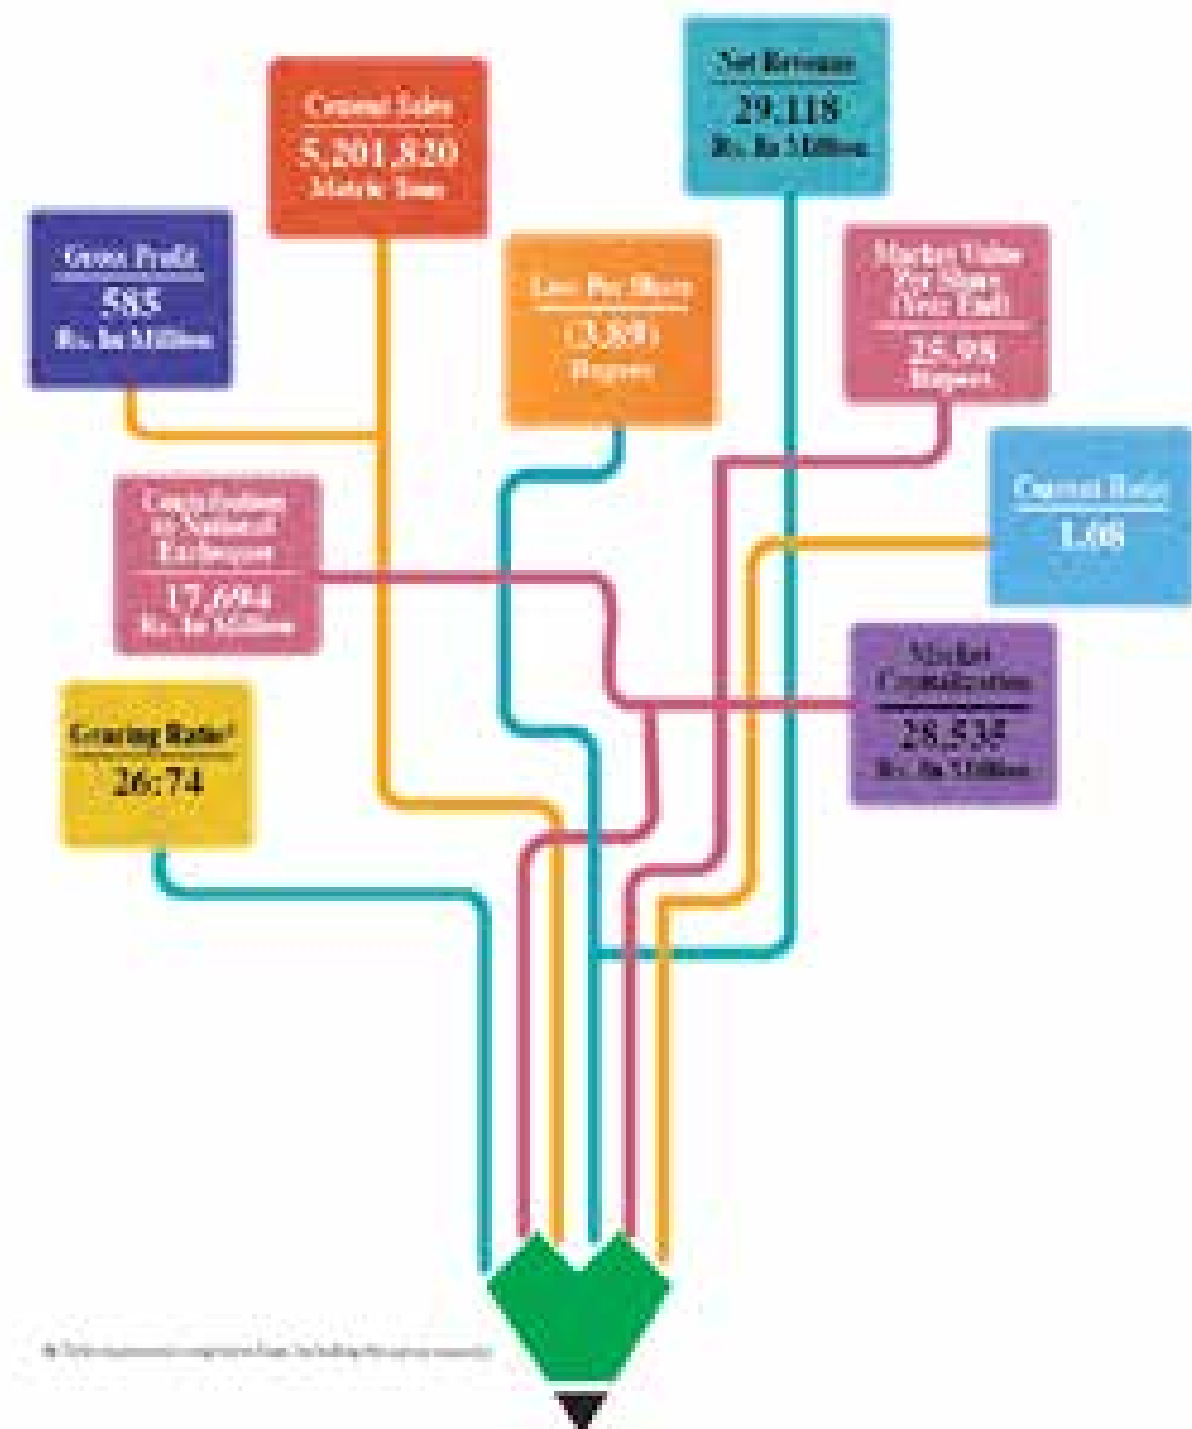 Net Revenue
29,118
Rs. In Million
Cement Sales
5,201,820
Metric Tons
Gross Profit
585
Rs. In Million
Loss Per Share
(3.89)
Rupees
Market Value
Per Share
(Year End)
25.98
Rupees
Current Ratio
1.08
Contribution
to National
Exchequer
17,694
Rs. In Million
Market
Capitalization
28,535
Rs. In Million
Gearing Ratio*
26:74